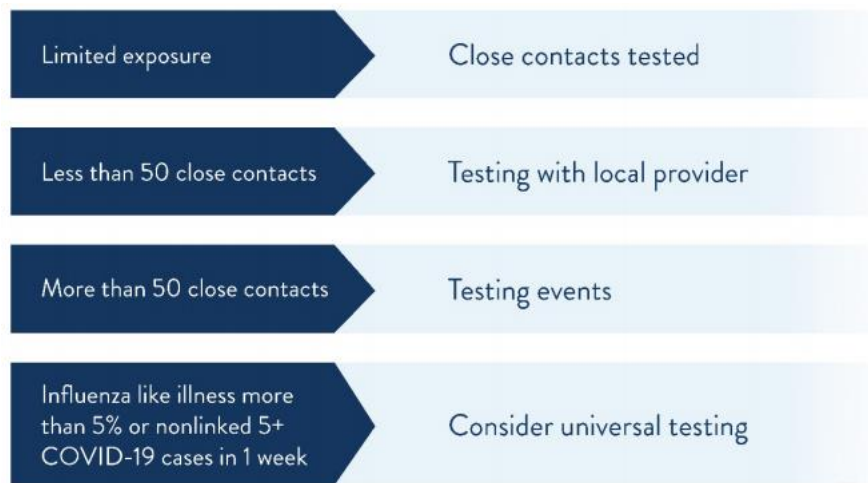 Limited exposure
Close contacts tested
Less than 50 close contacts
Testing with local provider
More than 50 close contacts
Testing events
Influenza like illness more
than 5% or nonlinked 5+
COVID-19 cases in 1 week
Consider universal testing